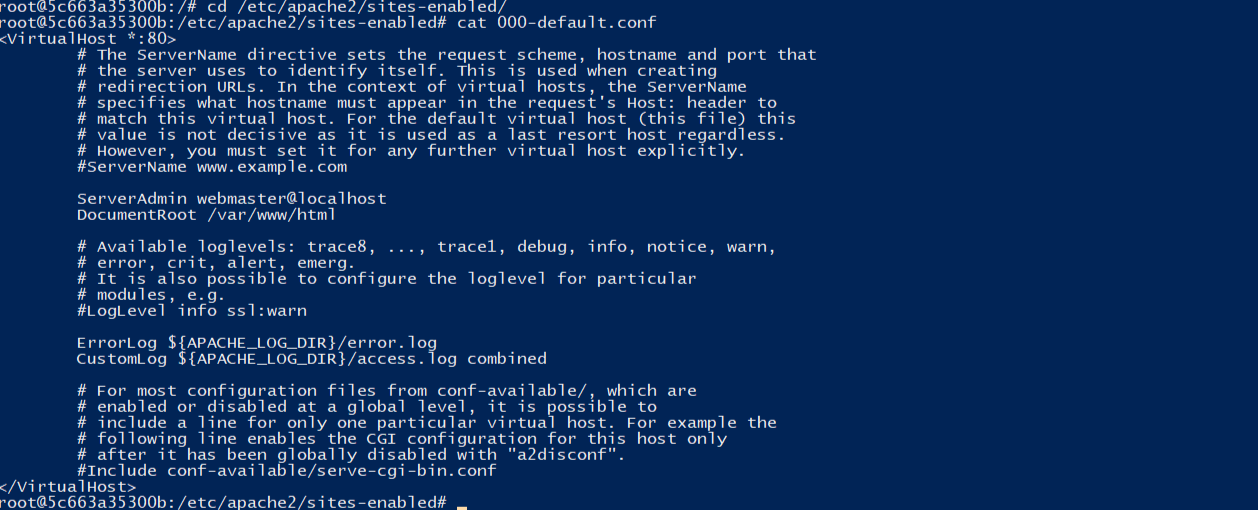 root@5c663a35300b:/# cd /etc/apache2/sites-enabled/
root@5c663a35300b:/etc/apache2/sites-enabled# cat 000-default.conf
<VirtualHost *:80>
        # The ServerName directive sets the request scheme, hostname and port that
        # the server uses to identify itself. This is used when creating
        # redirection URLs. In the context of virtual hosts, the ServerName
        # specifies what hostname must appear in the request's Host: header to
        # match this virtual host. For the default virtual host (this file) this
        # value is not decisive as it is used as a last resort host regardless.
        # However, you must set it for any further virtual host explicitly.
        #ServerName www.example.com

        ServerAdmin webmaster@localhost
        DocumentRoot /var/www/html

        # Available loglevels: trace8, ..., trace1, debug, info, notice, warn,
        # error, crit, alert, emerg.
        # It is also possible to configure the loglevel for particular
        # modules, e.g.
        #LogLevel info ssl:warn

        ErrorLog ${APACHE_LOG_DIR}/error.log
        CustomLog ${APACHE_LOG_DIR}/access.log combined

        # For most configuration files from conf-available/, which are
        # enabled or disabled at a global level, it is possible to
        # include a line for only one particular virtual host. For example the
        # following line enables the CGI configuration for this host only
        # after it has been globally disabled with "a2disconf".
        #Include conf-available/serve-cgi-bin.conf
</VirtualHost>
root@5c663a35300b:/etc/apache2/sites-enabled#